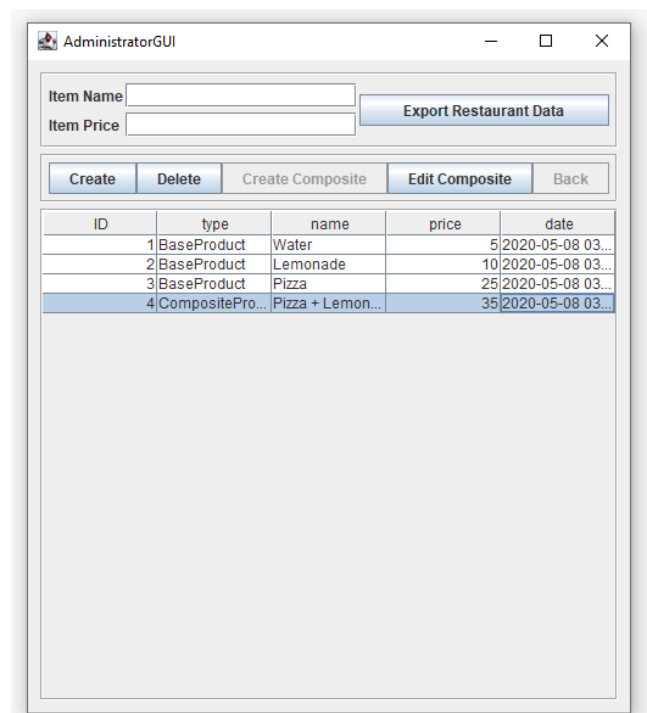 AdministratorGUI
Item Name
Export Restaurant Data
Item Price
Create Delete Create Composite Edit Composite Back
ID type name price date
1 BaseProduct Water 5 2020-05-08 03...
2 BaseProduct Lemonade 10 2020-05-08 03...
3 BaseProduct Pizza 25 2020-05-08 03...
4 CompositePro... Pizza + Lemon... 35 2020-05-08 03...